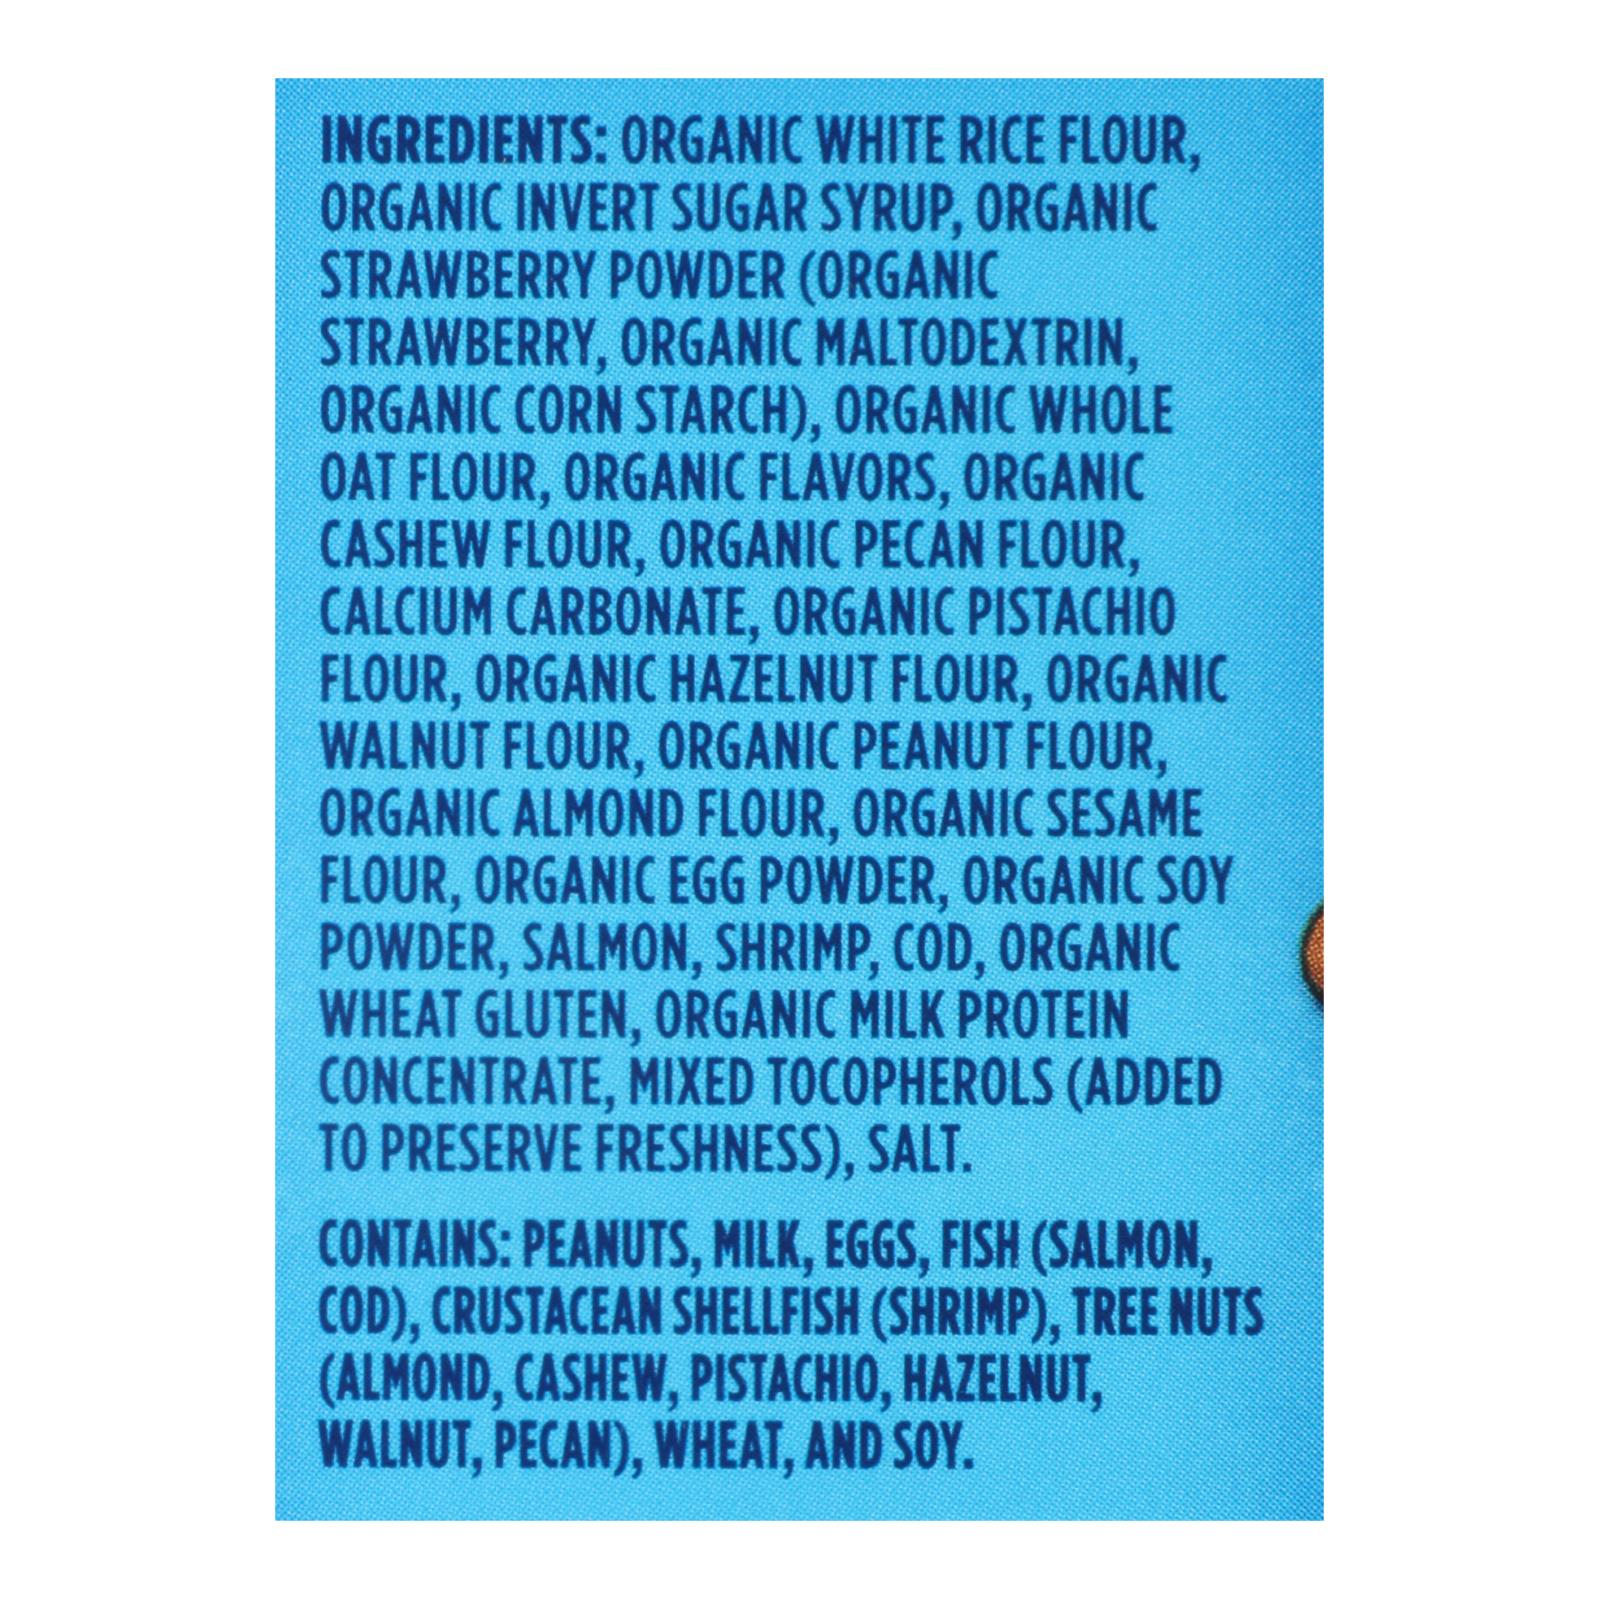 INGREDIENTS: ORGANIC WHITE RICE FLOUR,
ORGANIC INVERT SUGAR SYRUP, ORGANIC
STRAWBERRY POWDER (ORGANIC
STRAWBERRY, ORGANIC MALTODEXTRIN,
ORGANIC CORN STARCH), ORGANIC WHOLE
OAT FLOUR, ORGANIC FLAVORS, ORGANIC
CASHEW FLOUR, ORGANIC PECAN FLOUR,
CALCIUM CARBONATE, ORGANIC PISTACHIO
FLOUR, ORGANIC HAZELNUT FLOUR, ORGANIC
WALNUT FLOUR, ORGANIC PEANUT FLOUR,
ORGANIC ALMOND FLOUR, ORGANIC SESAME
FLOUR, ORGANIC EGG POWDER, ORGANIC SOY
POWDER, SALMON, SHRIMP, COD, ORGANIC
WHEAT GLUTEN, ORGANIC MILK PROTEIN
CONCENTRATE, MIXED TOCOPHEROLS (ADDED
TO PRESERVE FRESHNESS), SALT.
CONTAINS: PEANUTS, MILK, EGGS, FISH (SALMON,
COD), CRUSTACEAN SHELLFISH (SHRIMP), TREE NUTS
(ALMOND, CASHEW, PISTACHIO, HAZELNUT,
WALNUT, PECAN), WHEAT, AND SOY.